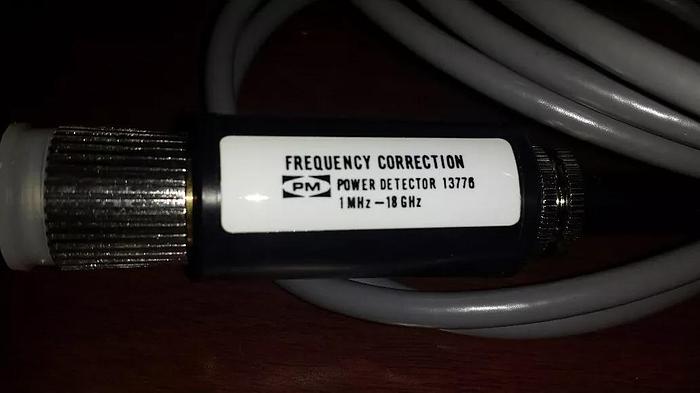 FREQUENCY CORRECTION
PM POWER DETECTOR 13776
1 MHz – 18 GHz